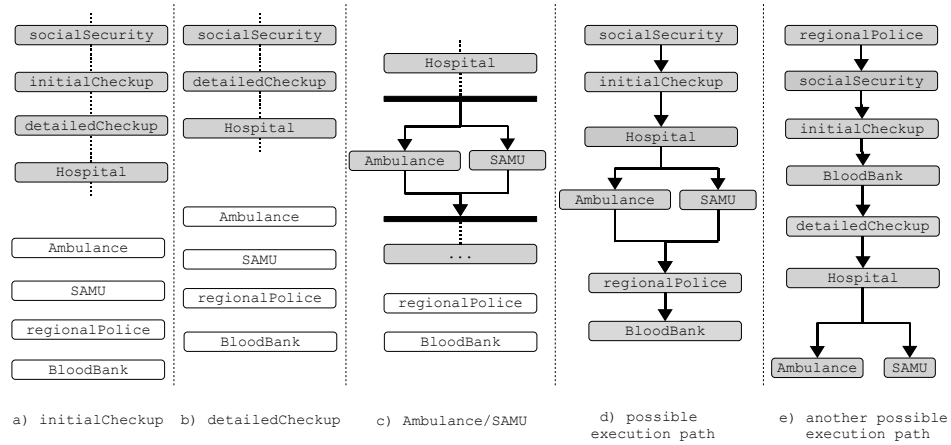 socialSecurity
initialCheckup
detailedCheckup
Hospital
Ambulance
SAMU
regionalPolice
BloodBank
a) initialCheckup
socialSecurity
detailedCheckup
Hospital
Ambulance
SAMU
regionalPolice
BloodBank
b) detailedCheckup
Hospital
Ambulance
SAMU
...
regionalPolice
BloodBank
c) Ambulance/SAMU
socialSecurity
initialCheckup
Hospital
Ambulance
SAMU
regionalPolice
BloodBank
d) possible
execution path
regionalPolice
socialSecurity
initialCheckup
BloodBank
detailedCheckup
Hospital
Ambulance
SAMU
e) another possible
execution path